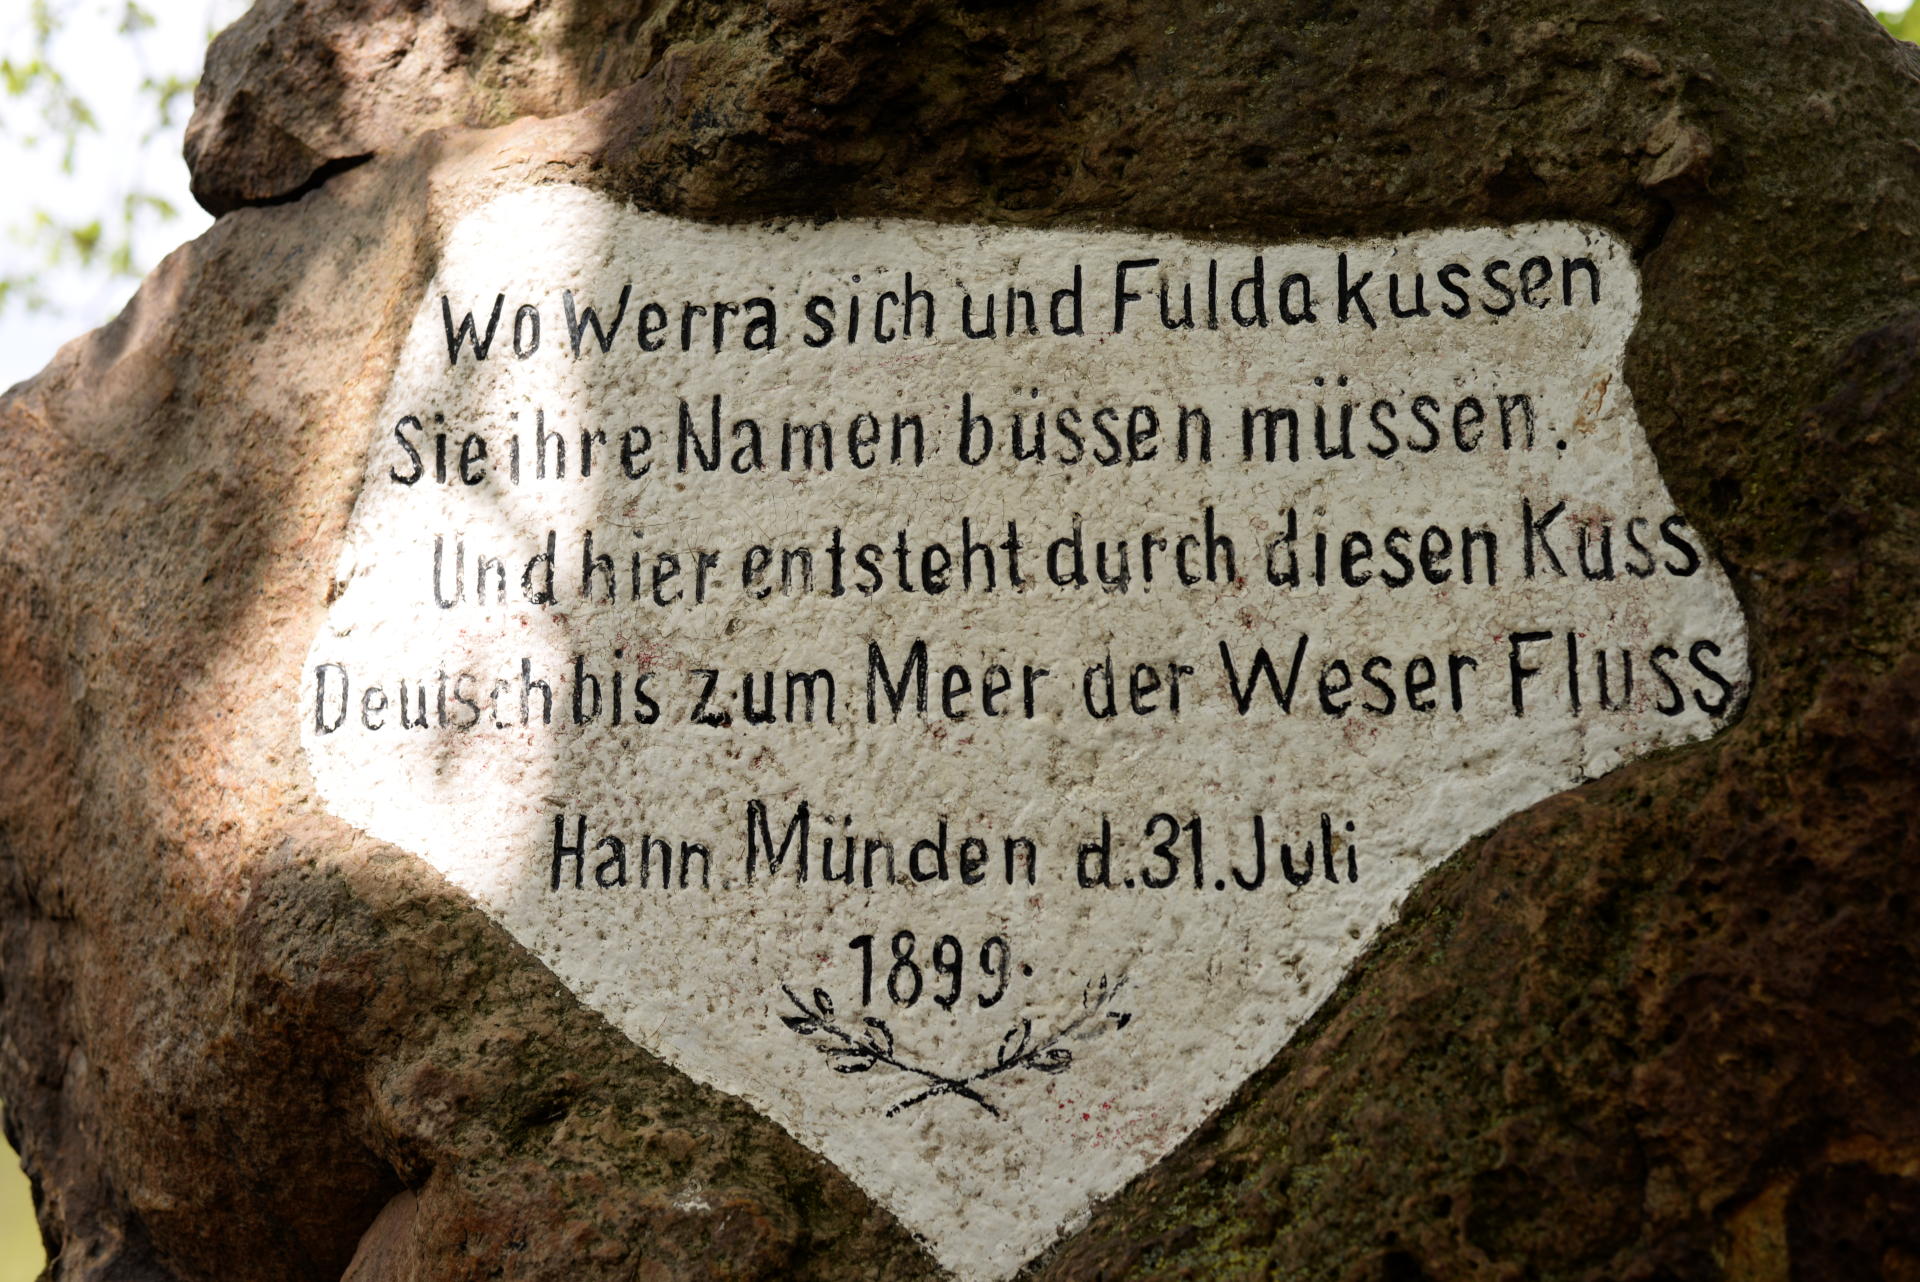 Wo Werra sich und Fulda kussen
Sie ihre Namen büssen müssen.
Und hier entsteht durch diesen Kuss
Deutsch bis zum Meer der Weser Fluss
Hann. Münden d. 31. Juli
1899.